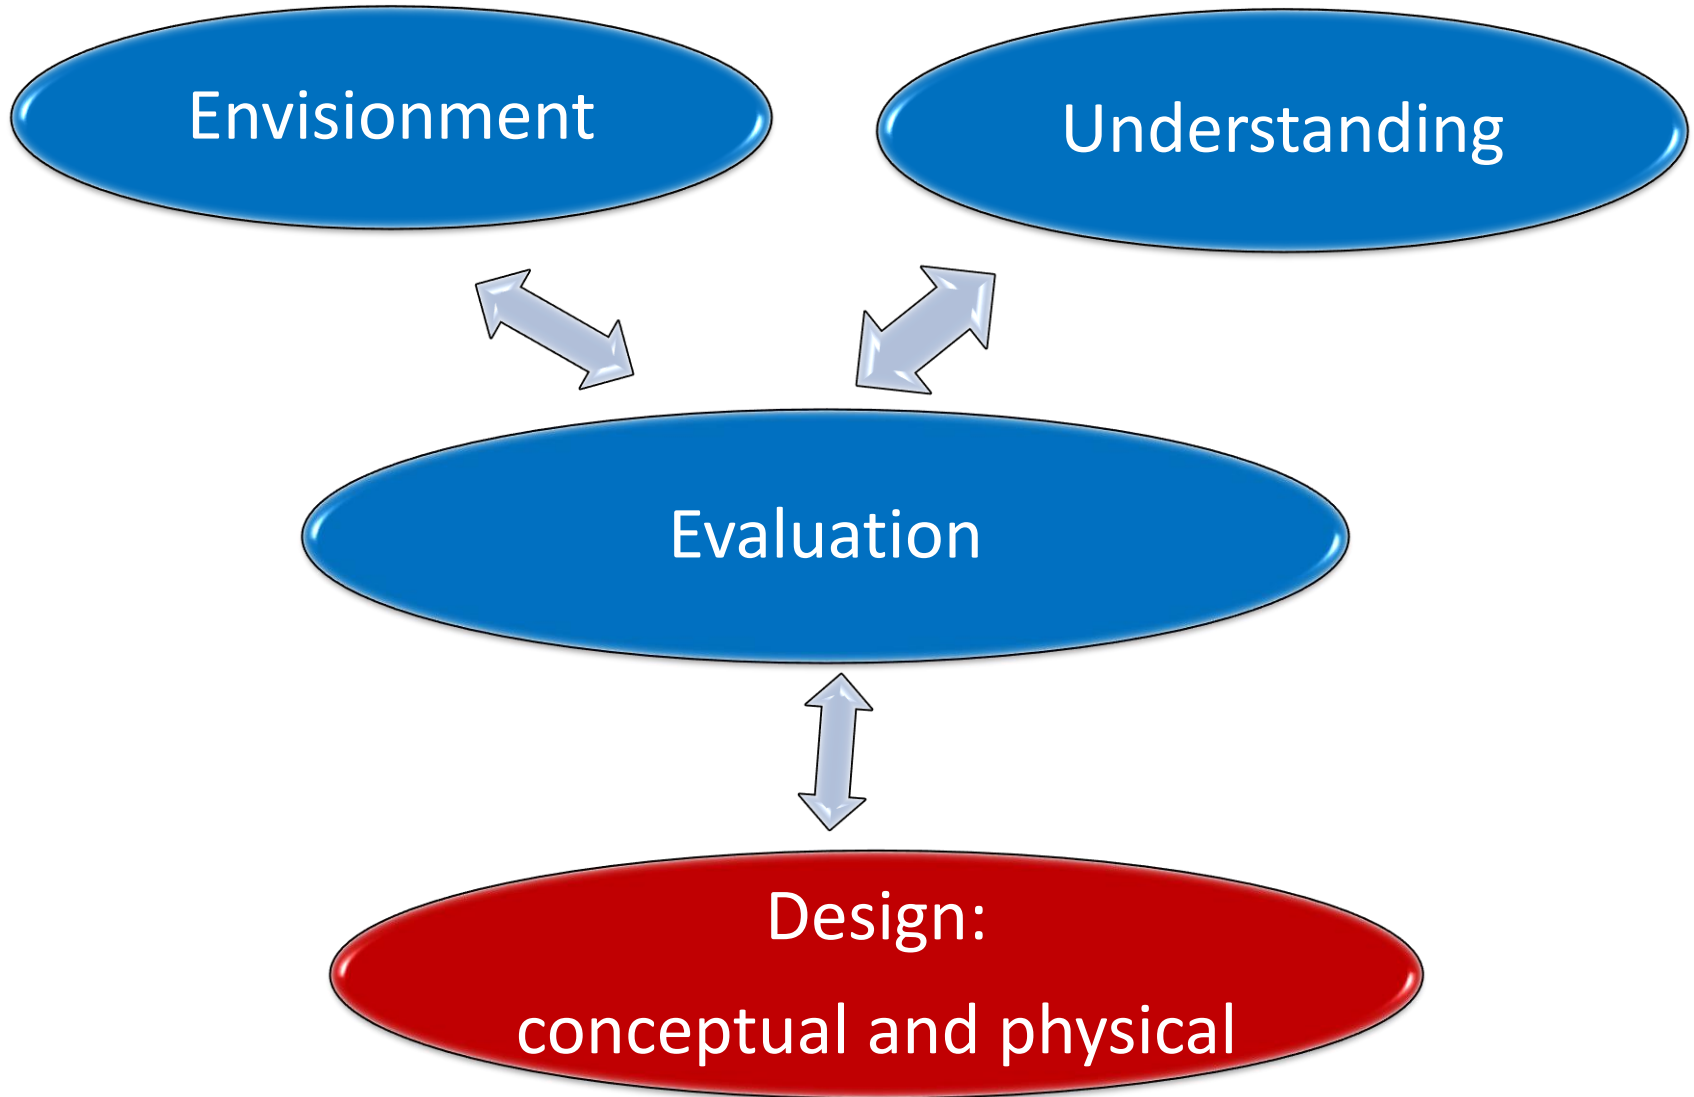 Envisionment
Understanding
Evaluation
Design:
conceptual and physical